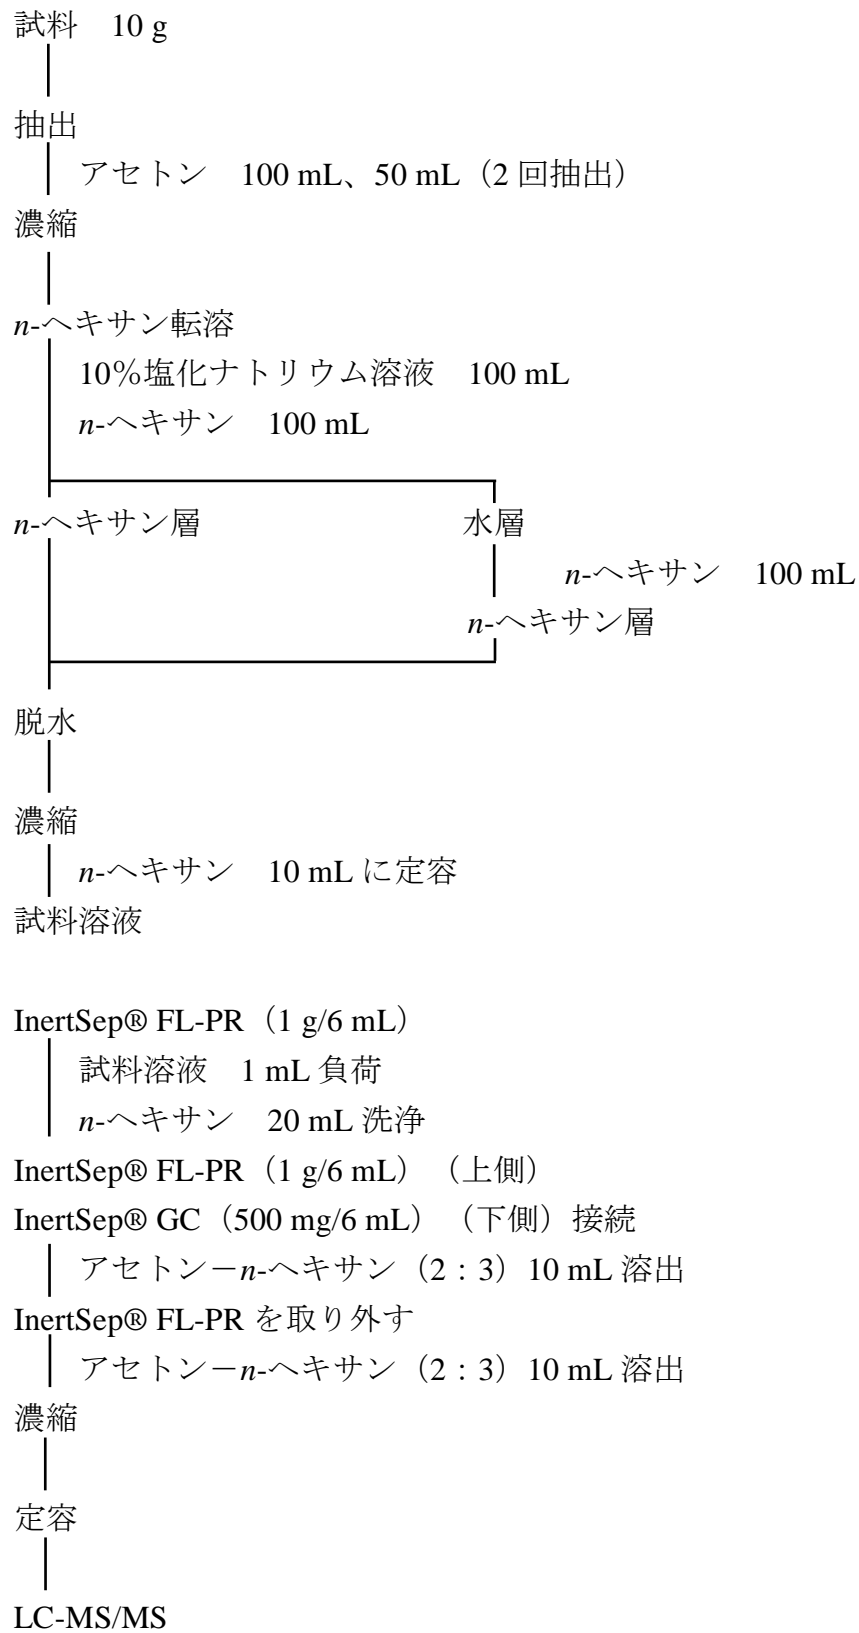 試料　10 g
抽出
アセトン　100 mL、50 mL（2 回抽出）
濃縮
n-ヘキサン転溶
10％塩化ナトリウム溶液　100 mL
n-ヘキサン　100 mL
n-ヘキサン層　水層
n-ヘキサン　100 mL
n-ヘキサン層
脱水
濃縮
n-ヘキサン　10 mL に定容
試料溶液
InertSep® FL-PR（1 g/6 mL）
試料溶液　1 mL 負荷
n-ヘキサン　20 mL 洗浄
InertSep® FL-PR（1 g/6 mL）（上側）
InertSep® GC（500 mg/6 mL）（下側）接続
アセトン－n-ヘキサン（2：3）10 mL 溶出
InertSep® FL-PR を取り外す
アセトン－n-ヘキサン（2：3）10 mL 溶出
濃縮
定容
LC-MS/MS